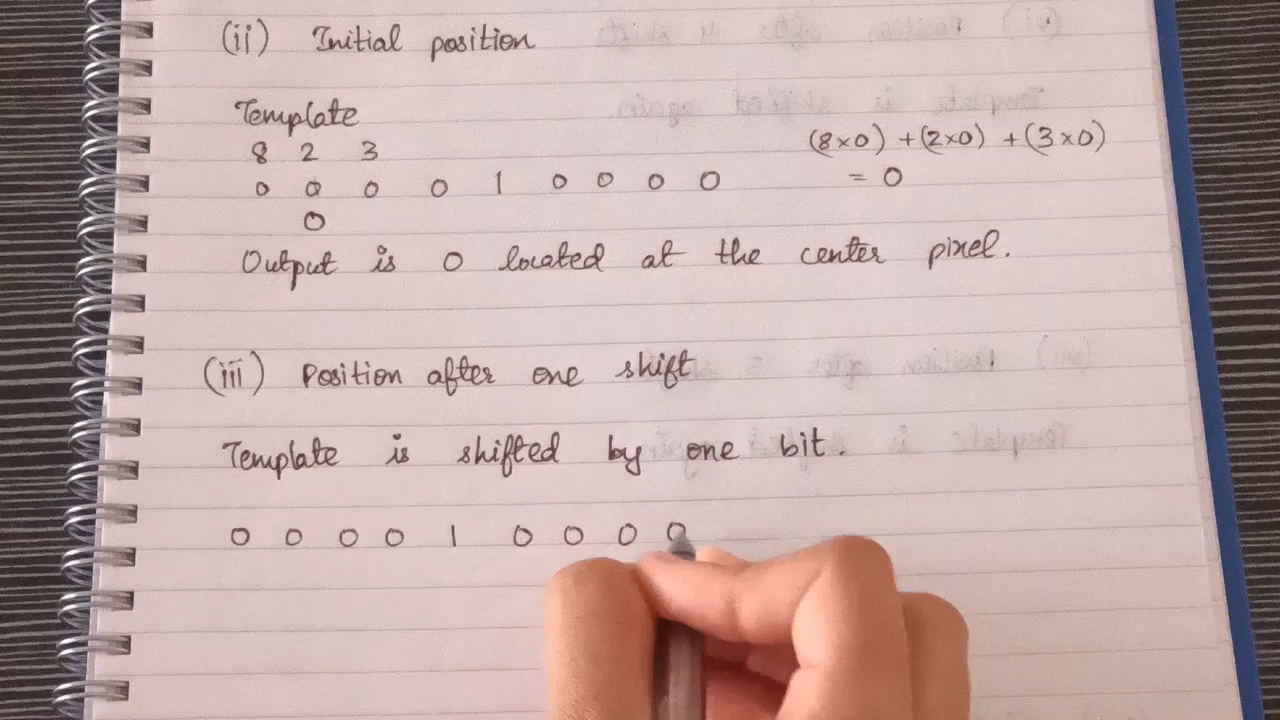 (ii) Initial position
Template
8 2 3 (8×0) + (2×0) + (3×0)
0 0 0 0 1 0 0 0 0 = 0
0
Output is 0 located at the center pixel.
(iii) Position after one shift
Template is shifted by one bit.
0 0 0 0 1 0 0 0 0